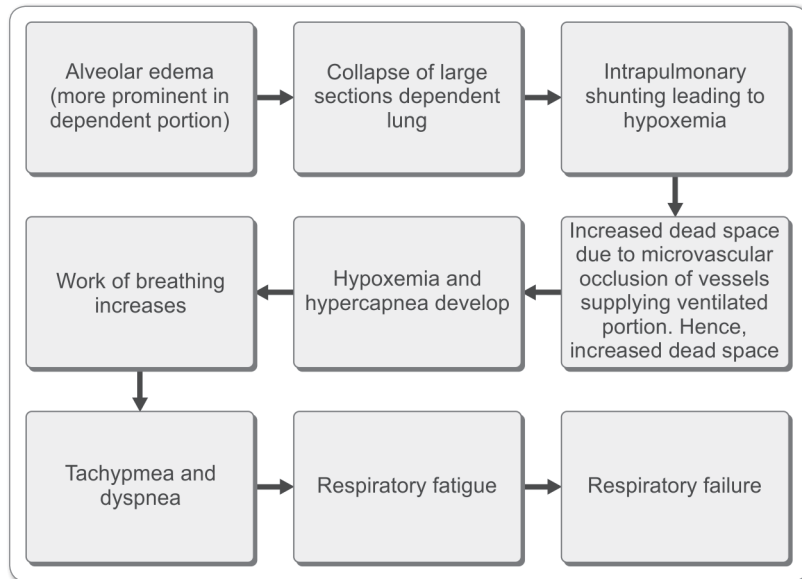 Alveolar edema
(more prominent in
dependent portion)
Collapse of large
sections dependent
lung
Intrapulmonary
shunting leading to
hypoxemia
Increased dead space
due to microvascular
occlusion of vessels
supplying ventilated
portion. Hence,
increased dead space
Hypoxemia and
hypercapnea develop
Work of breathing
increases
Tachypmea and
dyspnea
Respiratory fatigue
Respiratory failure